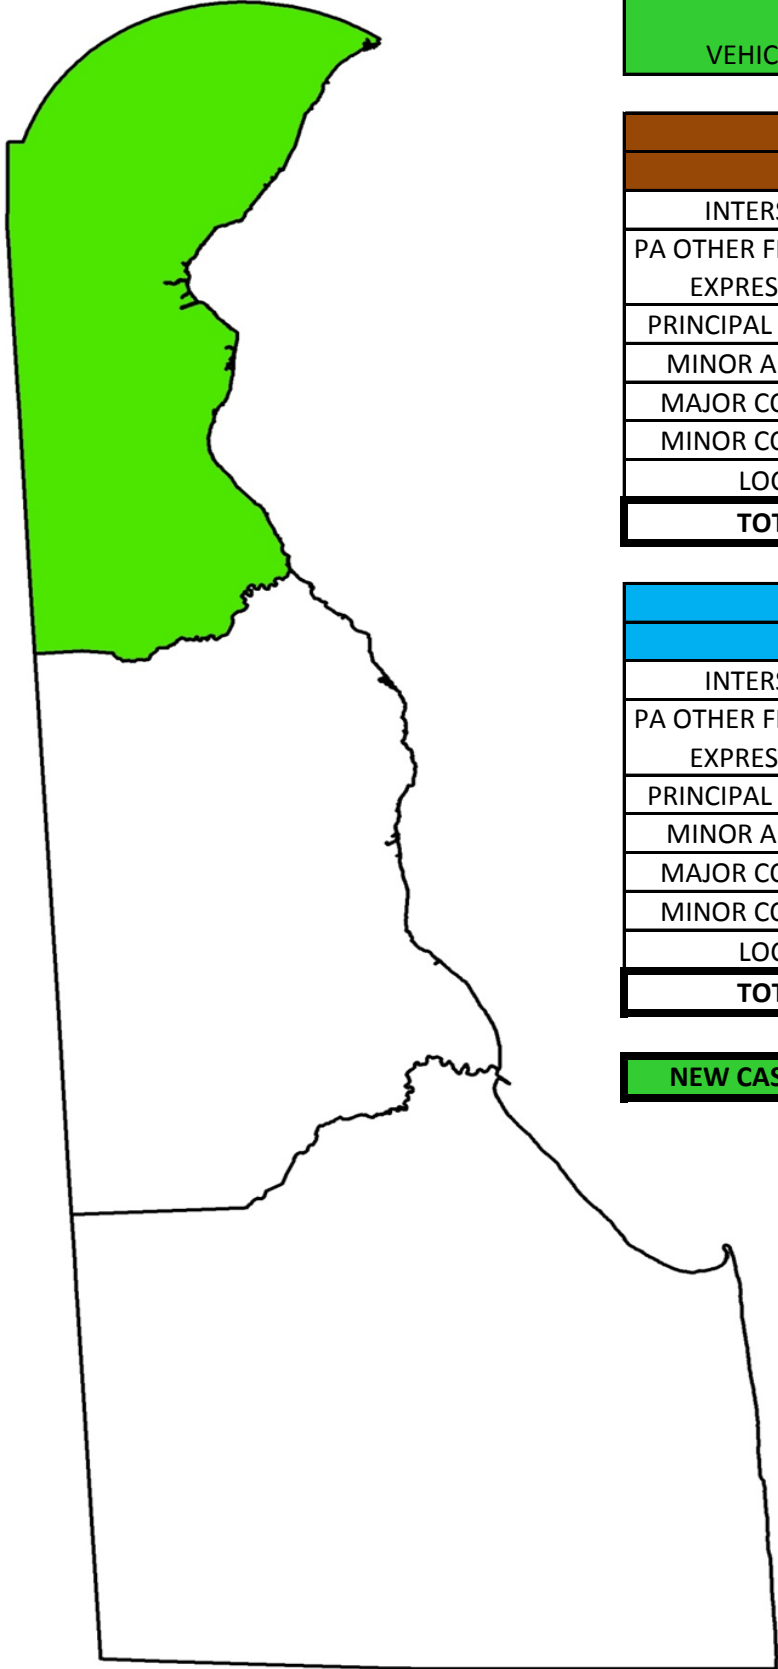 VEHIC
INTERS
PA OTHER F
EXPRES
PRINCIPAL
MINOR A
MAJOR CO
MINOR CO
LOC
TOT
INTERS
PA OTHER F
EXPRES
PRINCIPAL
MINOR A
MAJOR CO
MINOR CO
LOC
TOT
NEW CAS